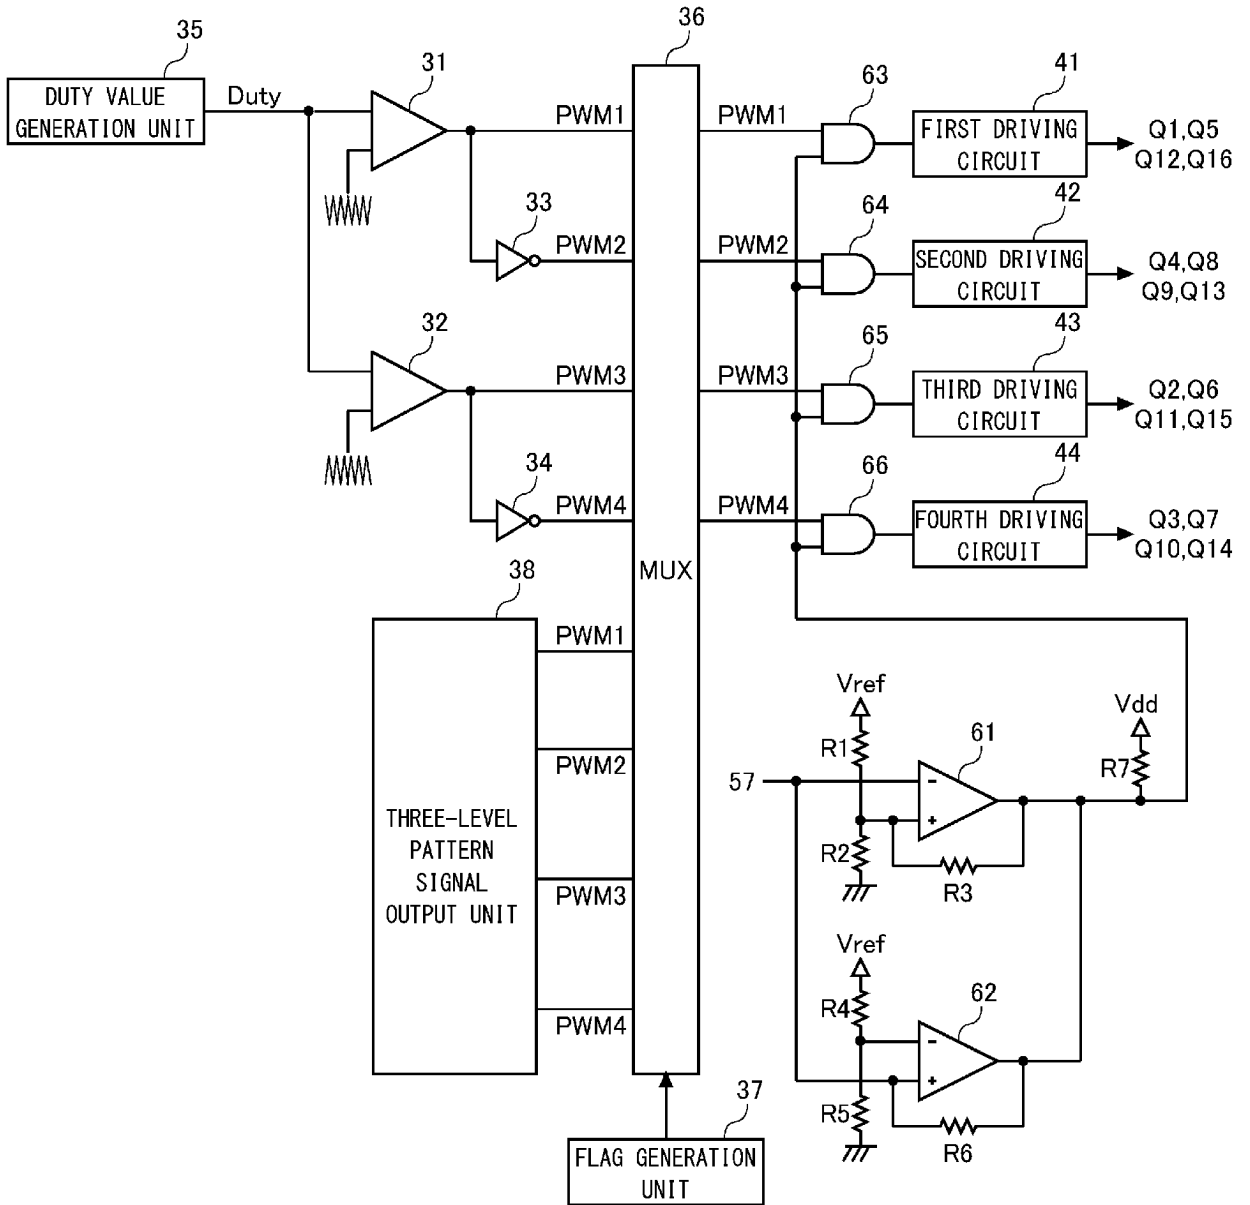 35
DUTY VALUE
GENERATION UNIT
Duty
31
PWM1
36
PWM1
63
41
FIRST DRIVING
CIRCUIT
Q1,Q5
Q12,Q16
33
PWM2
PWM2
64
42
SECOND DRIVING
CIRCUIT
Q4,Q8
Q9,Q13
32
PWM3
PWM3
65
43
THIRD DRIVING
CIRCUIT
Q2,Q6
Q11,Q15
34
PWM4
PWM4
66
44
FOURTH DRIVING
CIRCUIT
Q3,Q7
Q10,Q14
MUX
38
THREE-LEVEL
PATTERN
SIGNAL
OUTPUT UNIT
PWM1
PWM2
PWM3
PWM4
37
FLAG GENERATION
UNIT
57
Vref
R1
R2
61
-
+
R3
Vdd
R7
Vref
R4
R5
62
-
+
R6